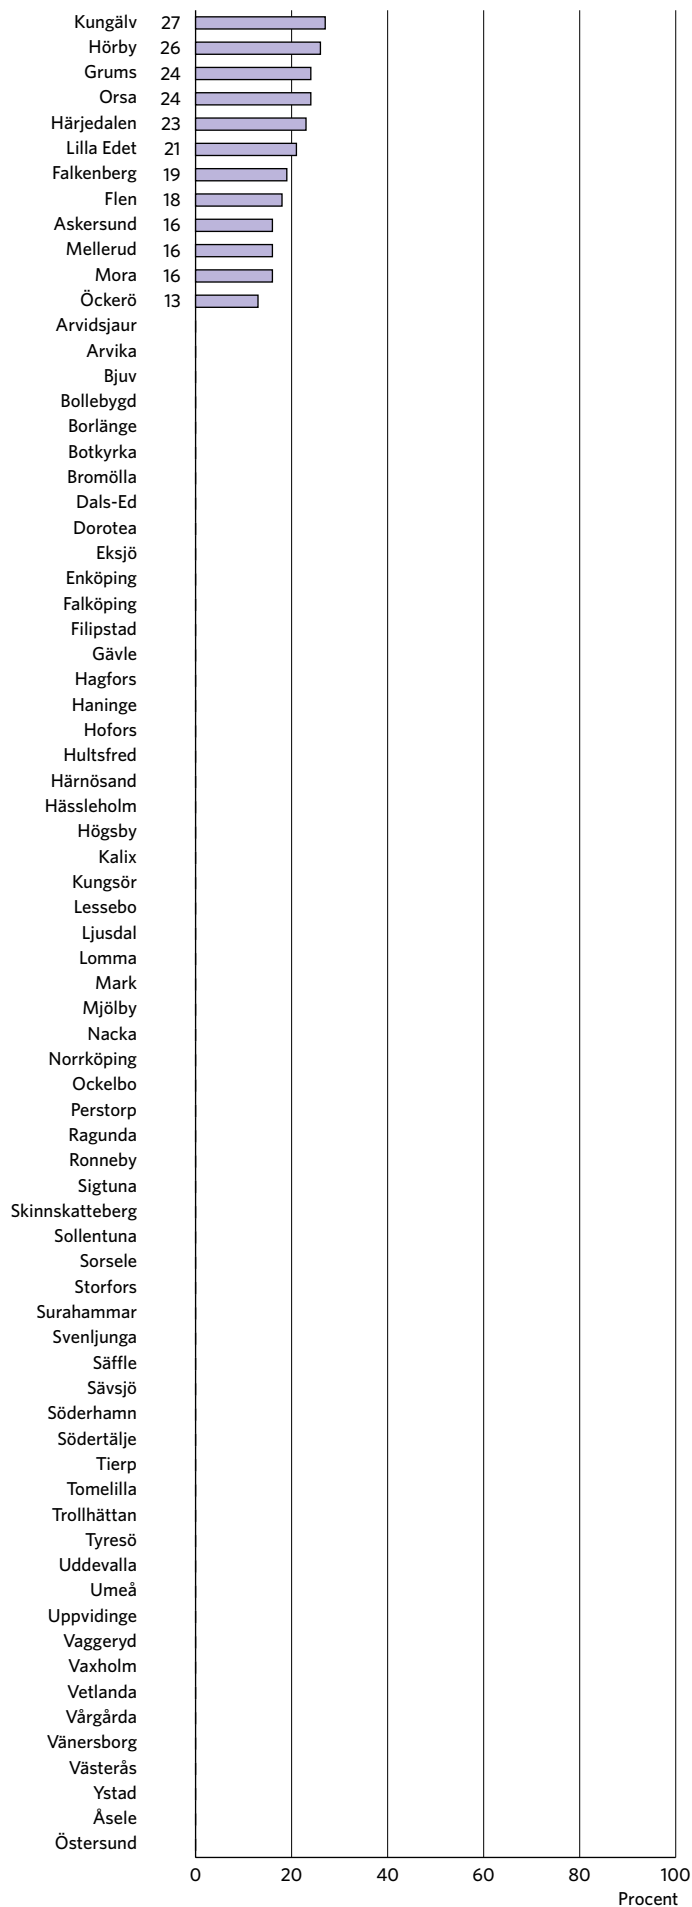 Kungälv 27
Hörby 26
Grums 24
Orsa 24
Härjedalen 23
Lilla Edet 21
Falkenberg 19
Flen 18
Askersund 16
Mellerud 16
Mora 16
Öckerö 13
Arvidsjaur
Arvika
Bjuv
Bollebygd
Borlänge
Botkyrka
Bromölla
Dals-Ed
Dorotea
Eksjö
Enköping
Falköping
Filipstad
Gävle
Hagfors
Haninge
Hofors
Hultsfred
Härnösand
Hässleholm
Högsby
Kalix
Kungsör
Lessebo
Ljusdal
Lomma
Mark
Mjölby
Nacka
Norrköping
Ockelbo
Perstorp
Ragunda
Ronneby
Sigtuna
Skinnskatteberg
Sollentuna
Sorsele
Storfors
Surahammar
Svenljunga
Säffle
Sävsjö
Söderhamn
Södertälje
Tierp
Tomelilla
Trollhättan
Tyresö
Uddevalla
Umeå
Uppvidinge
Vaggeryd
Vaxholm
Vetlanda
Vårgårda
Vänersborg
Västerås
Ystad
Åsele
Östersund
0 20 40 60 80 100
Procent